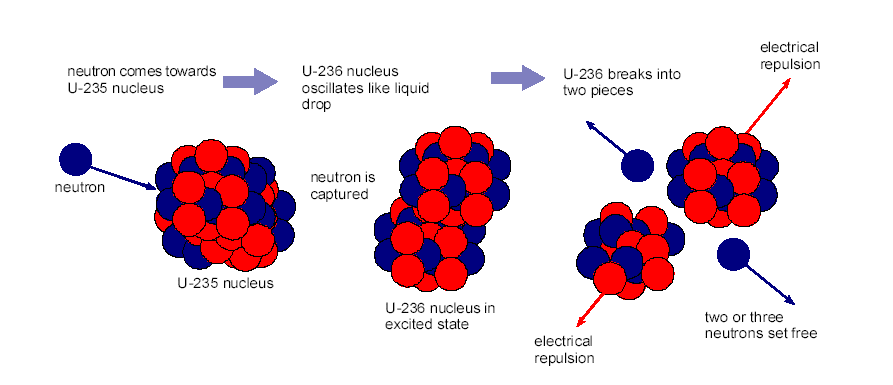 neutron comes towards
U-235 nucleus
U-236 nucleus
oscillates like liquid
drop
U-236 breaks into
two pieces
electrical
repulsion
neutron
neutron is
captured
U-235 nucleus
U-236 nucleus in
excited state
electrical
repulsion
two or three
neutrons set free